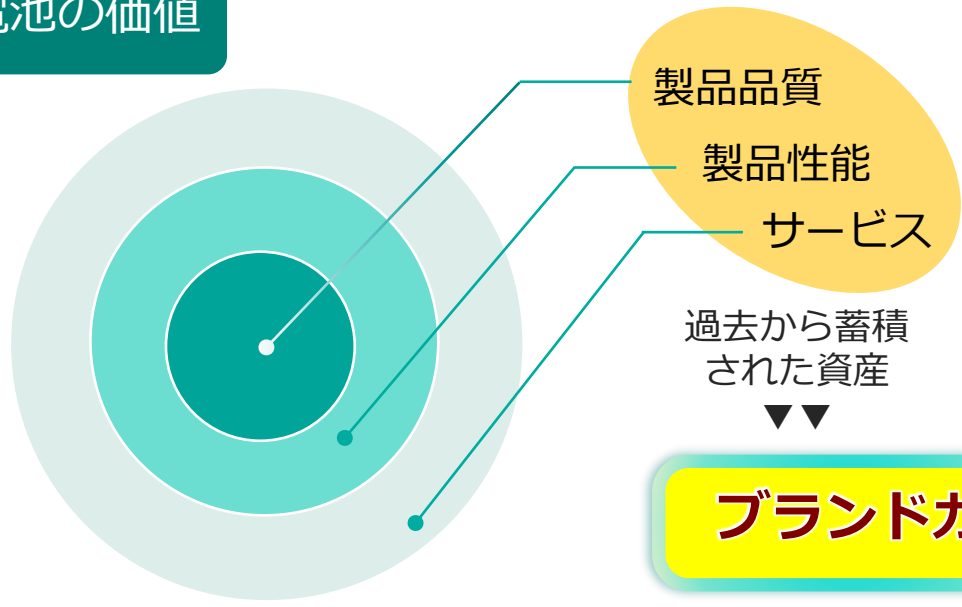 池の価値
製品品質
製品性能
サービス
過去から蓄積
された資産
▼▼
ブランド